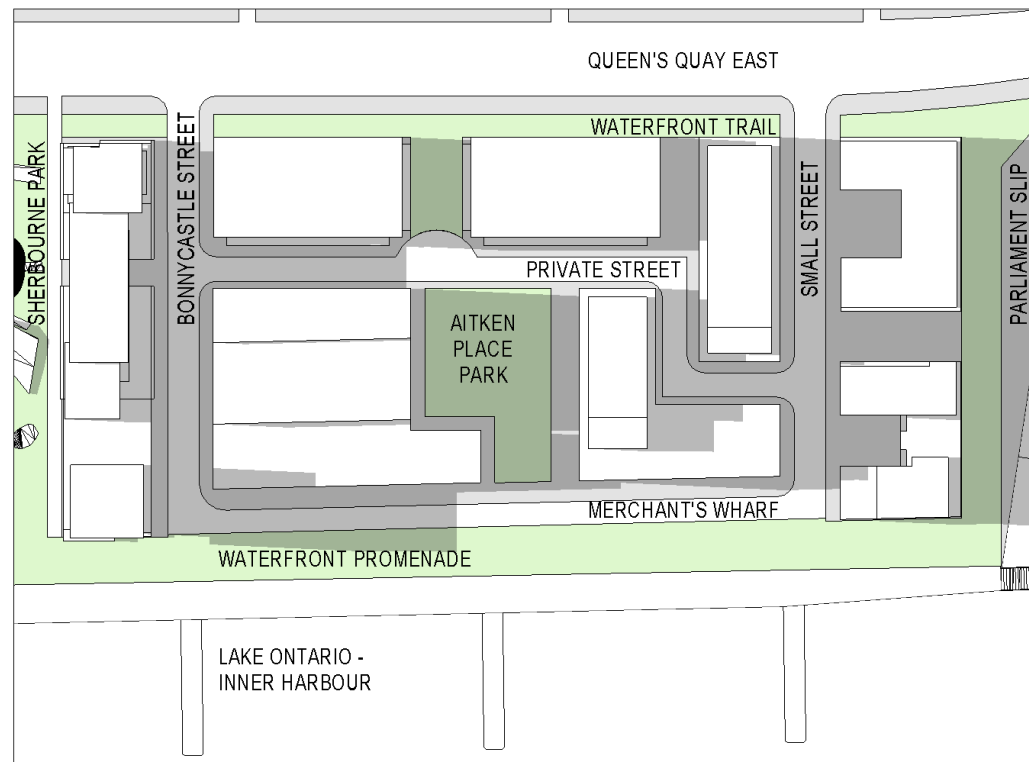 QUEEN'S QUAY EAST
WATERFRONT TRAIL
SHERBOURNE PARK
BONNYCASTLE STREET
SMALL STREET
PARLIAMENT SLIP
PRIVATE STREET
AITKEN
PLACE
PARK
MERCHANT'S WHARF
WATERFRONT PROMENADE
LAKE ONTARIO -
INNER HARBOUR